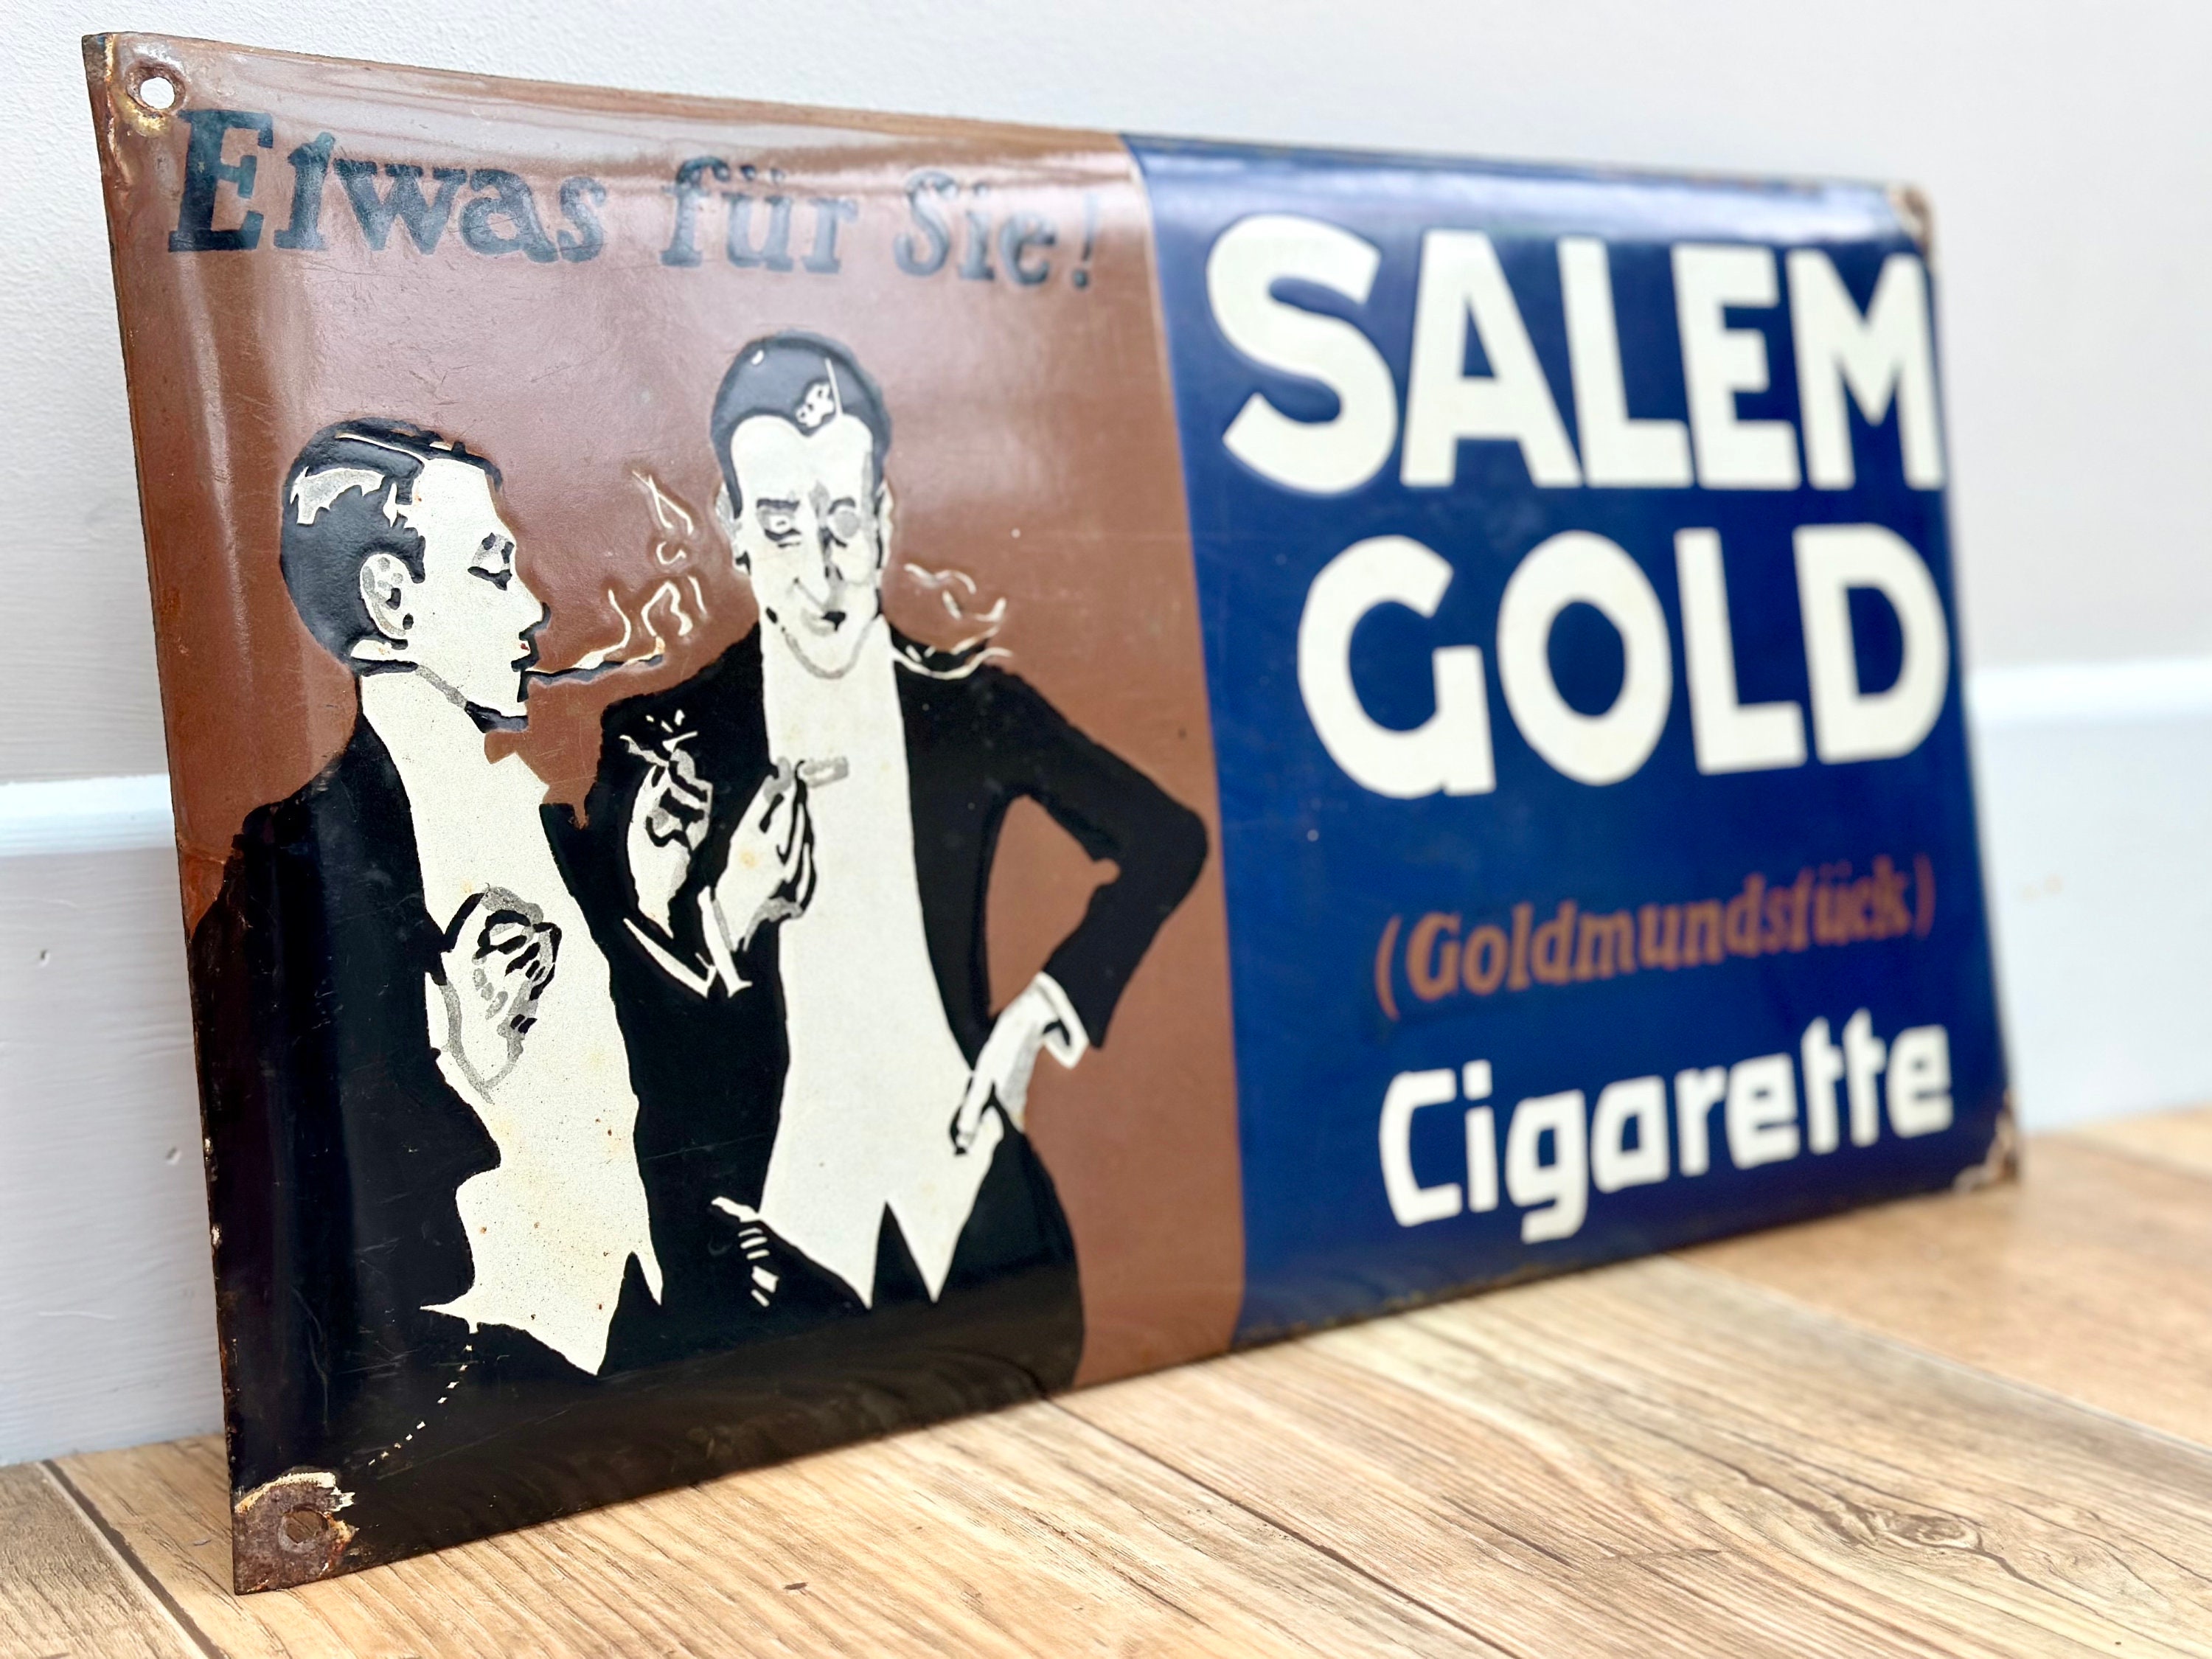 Etwas für Sie!
SALEM
GOLD
(Goldmundstück)
Cigarette